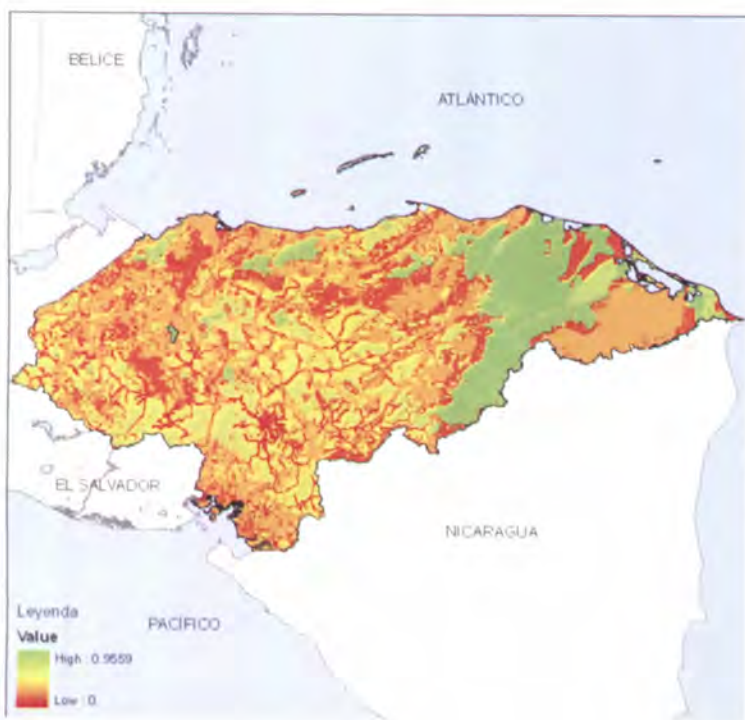 BELICE
ATLÁNTICO
EL SALVADOR
NICARAGUA
PACÍFICO
Leyenda
Value
High : 0.9559
Low : 0